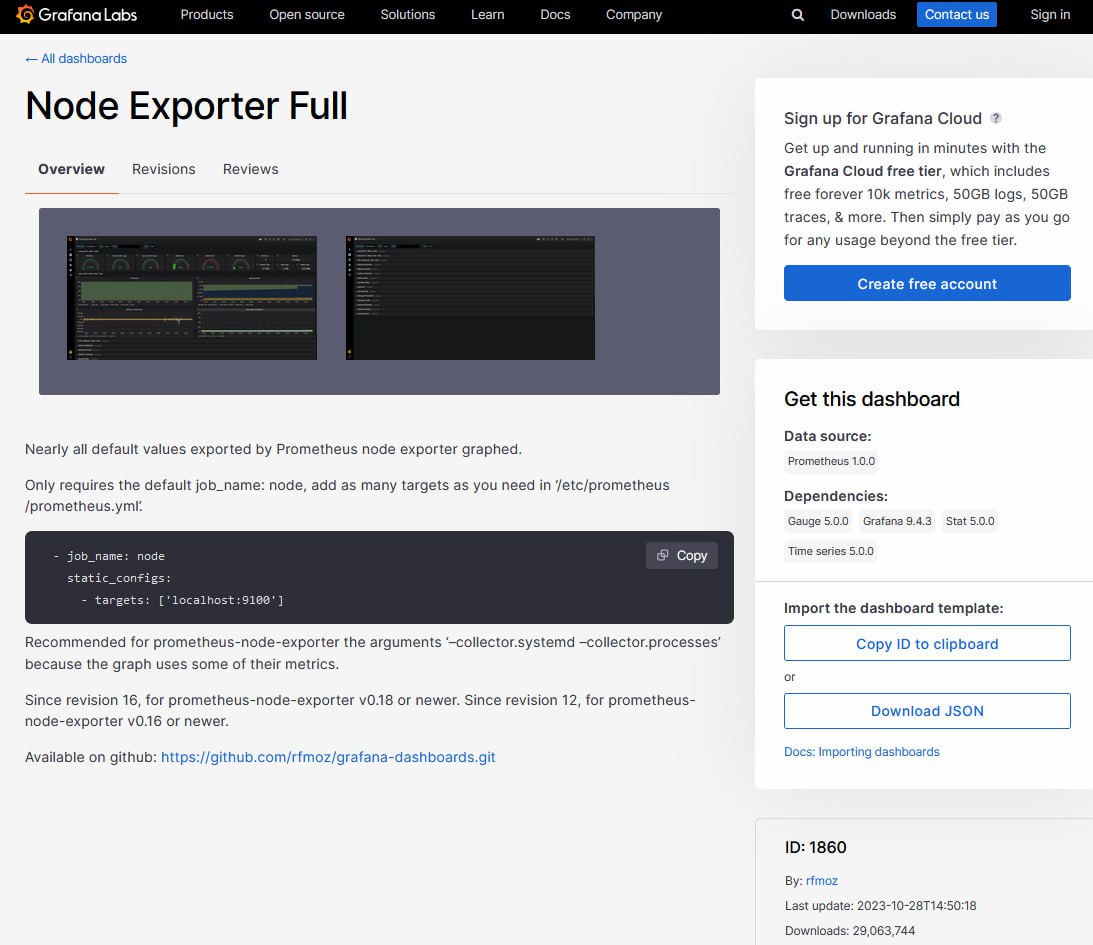 Grafana Labs
Products Open source Solutions Learn Docs Company
Downloads Contact us Sign in
← All dashboards
Node Exporter Full
Overview Revisions Reviews
Nearly all default values exported by Prometheus node exporter graphed.
Only requires the default job_name: node, add as many targets as you need in ‘/etc/prometheus
/prometheus.yml’.
- job_name: node
static_configs:
- targets: ['localhost:9100']
Copy
Recommended for prometheus-node-exporter the arguments ‘–collector.systemd –collector.processes’
because the graph uses some of their metrics.
Since revision 16, for prometheus-node-exporter v0.18 or newer. Since revision 12, for prometheus-
node-exporter v0.16 or newer.
Available on github: https://github.com/rfmoz/grafana-dashboards.git
Sign up for Grafana Cloud ?
Get up and running in minutes with the
Grafana Cloud free tier, which includes
free forever 10k metrics, 50GB logs, 50GB
traces, & more. Then simply pay as you go
for any usage beyond the free tier.
Create free account
Get this dashboard
Data source:
Prometheus 1.0.0
Dependencies:
Gauge 5.0.0 Grafana 9.4.3 Stat 5.0.0
Time series 5.0.0
Import the dashboard template:
Copy ID to clipboard
or
Download JSON
Docs: Importing dashboards
ID: 1860
By: rfmoz
Last update: 2023-10-28T14:50:18
Downloads: 29,063,744